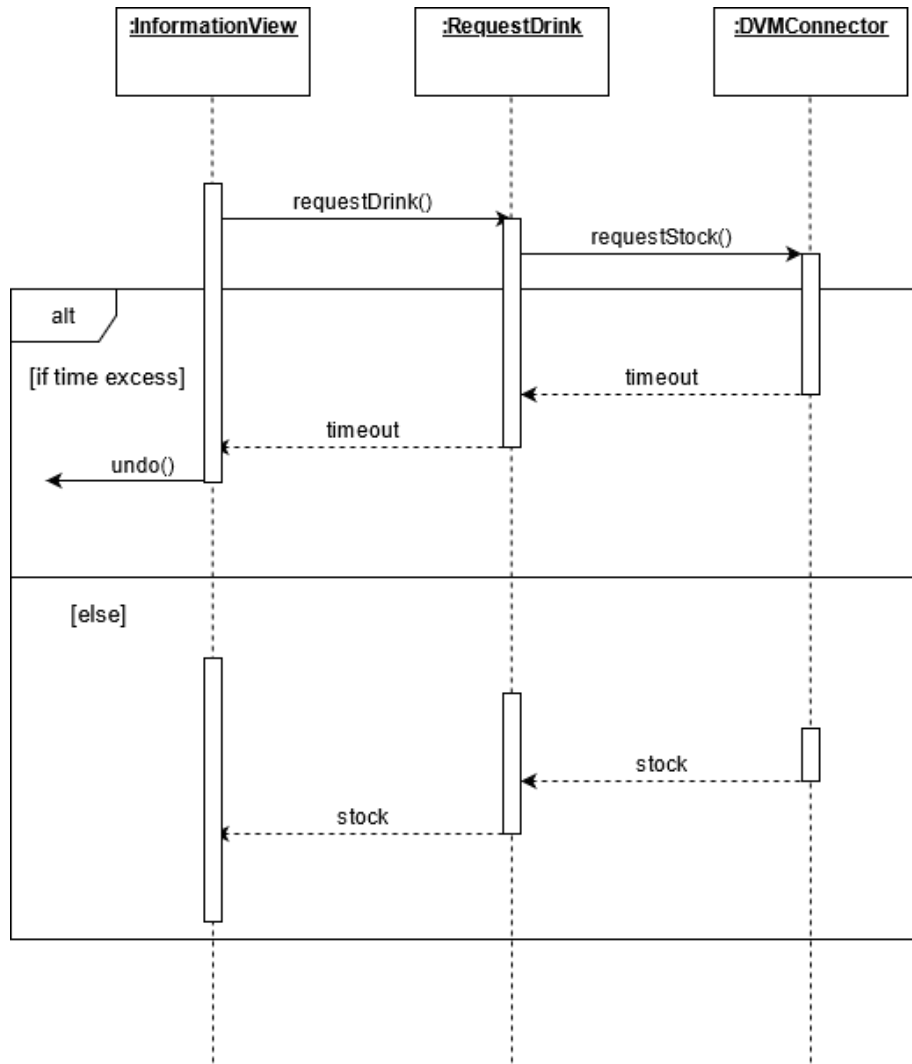 :InformationView
:RequestDrink
:DVMConnector
requestDrink()
requestStock()
alt
[if time excess]
timeout
timeout
undo()
[else]
stock
stock